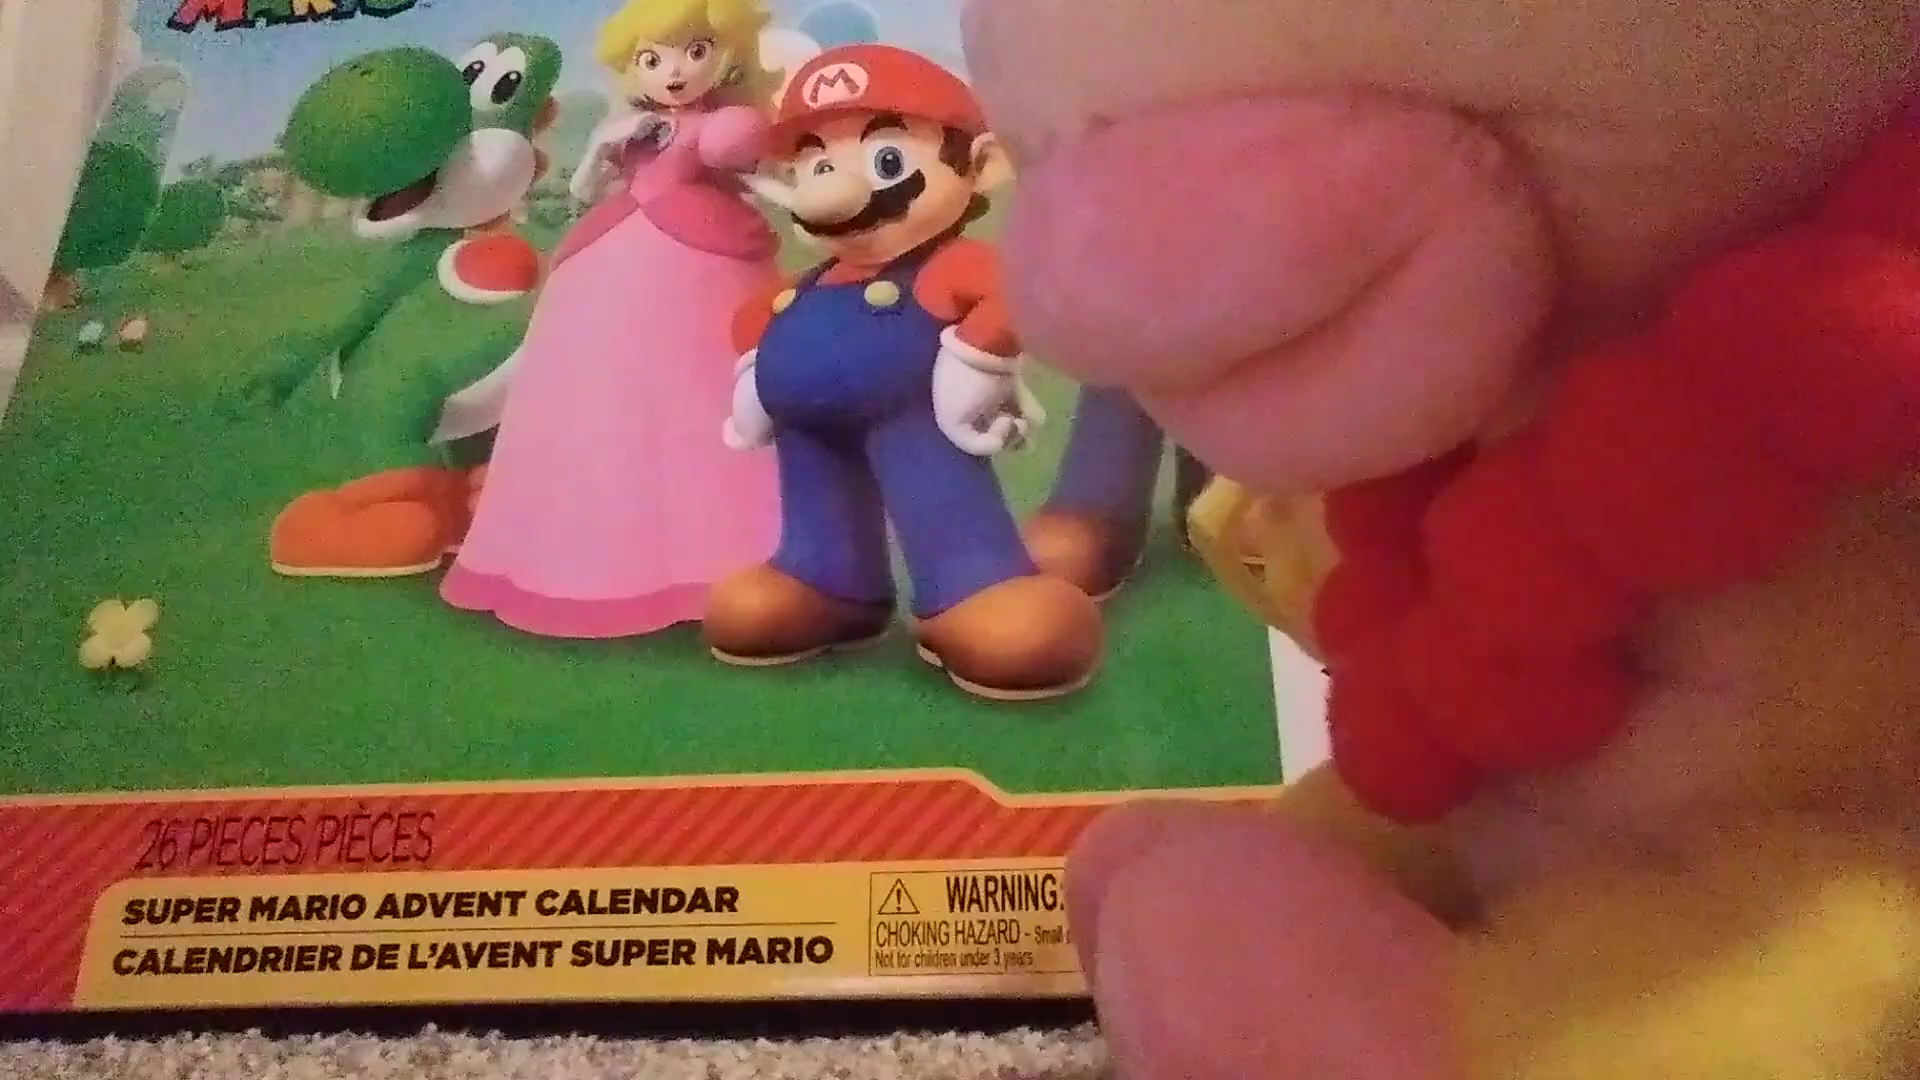 MARIO
M
26 PIECES/PIÈCES
SUPER MARIO ADVENT CALENDAR
CALENDRIER DE L'AVENT SUPER MARIO
WARNING:
CHOKING HAZARD - Small
Not for children under 3 years